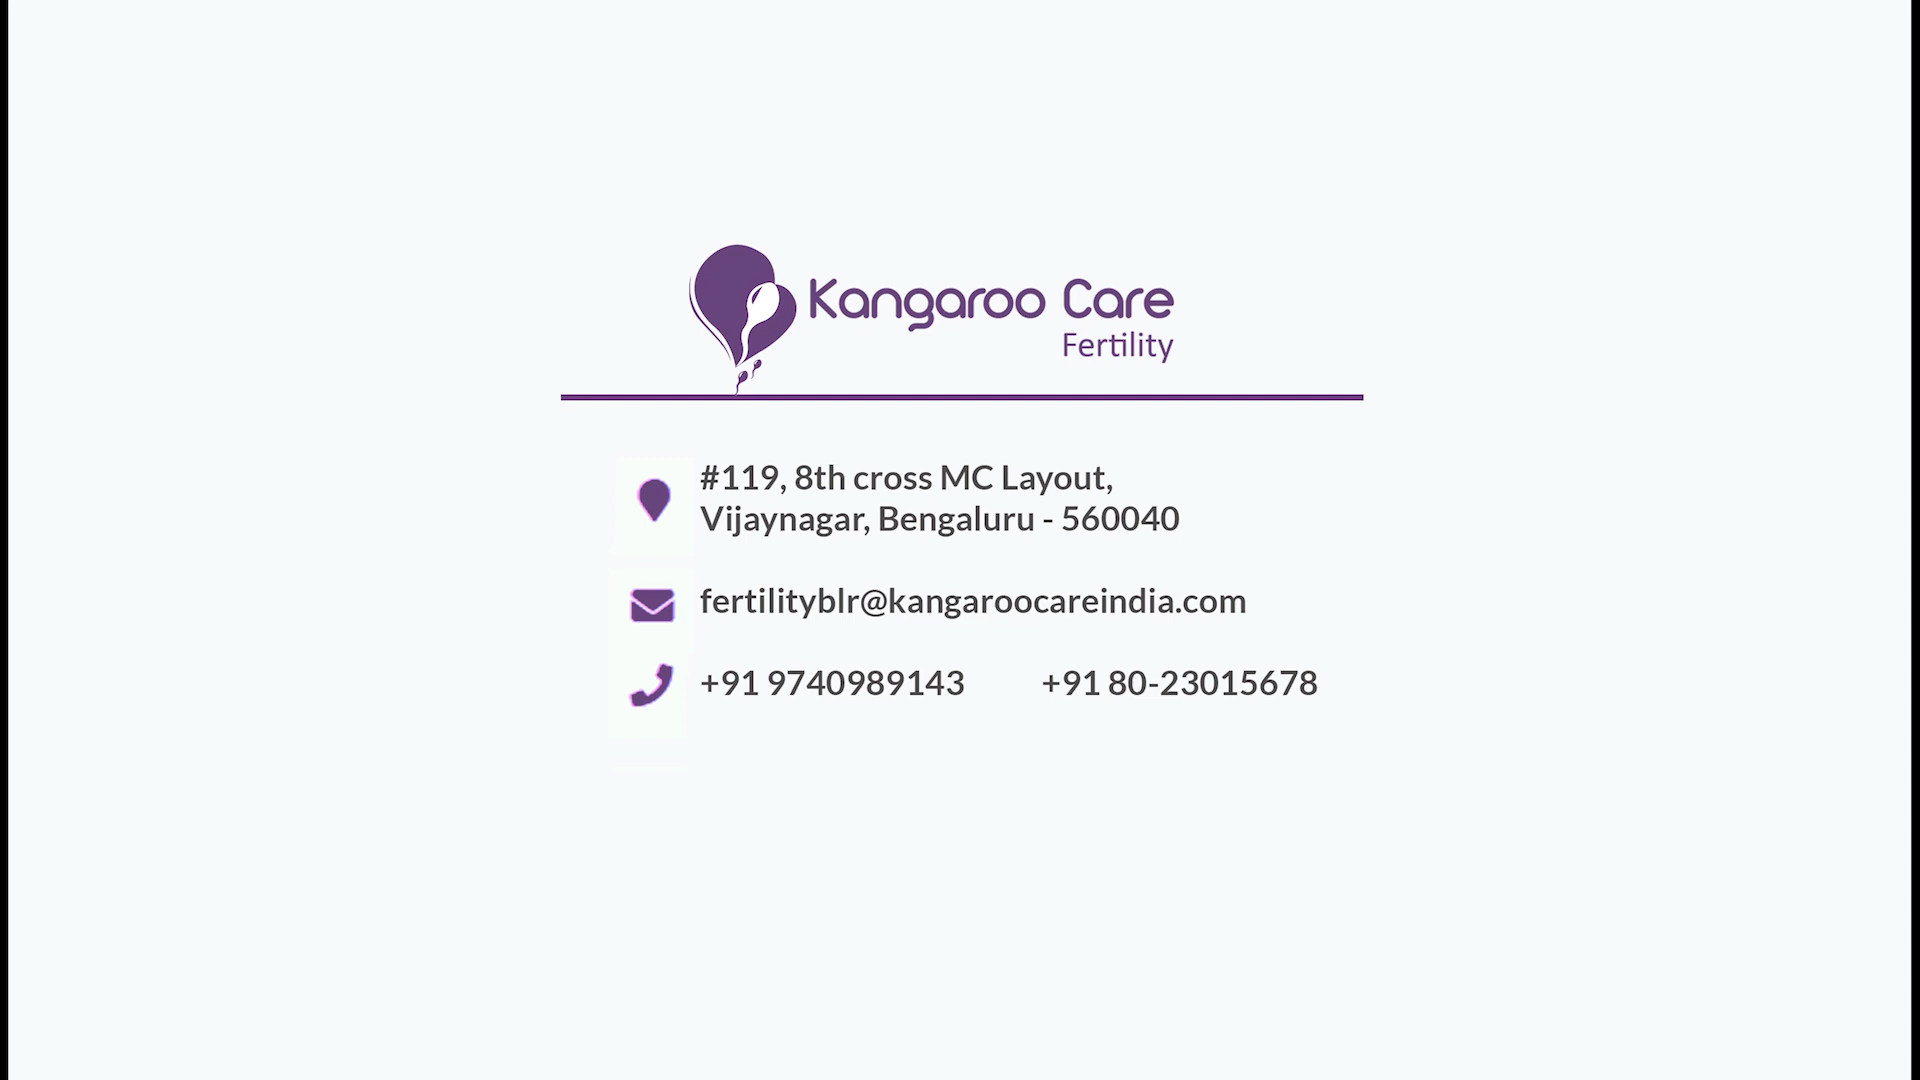 Kangaroo Care
Fertility
#119, 8th cross MC Layout,
Vijaynagar, Bengaluru - 560040
fertilityblr@kangaroocareindia.com
+91 9740989143 +91 80-23015678